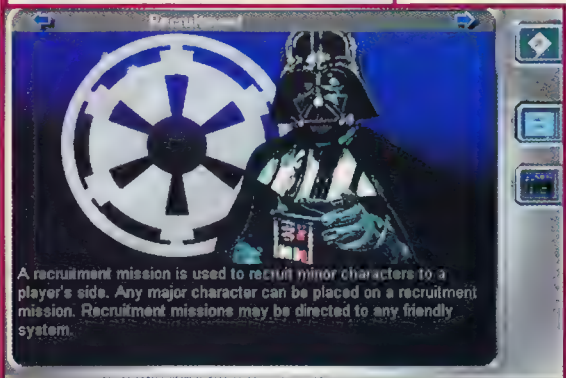 A recruitment mission is used to recruit minor characters to a
player's side. Any major character can be placed on a recruitment
mission. Recruitment missions may be directed to any friendly
system.